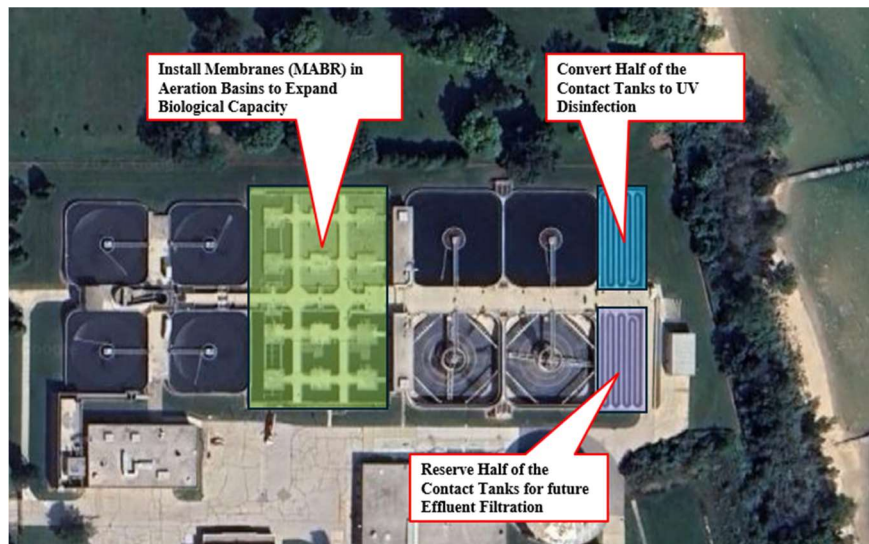 Install Membranes (MABR) in
Aeration Basins to Expand
Biological Capacity
Convert Half of the
Contact Tanks to UV
Disinfection
Reserve Half of the
Contact Tanks for future
Effluent Filtration